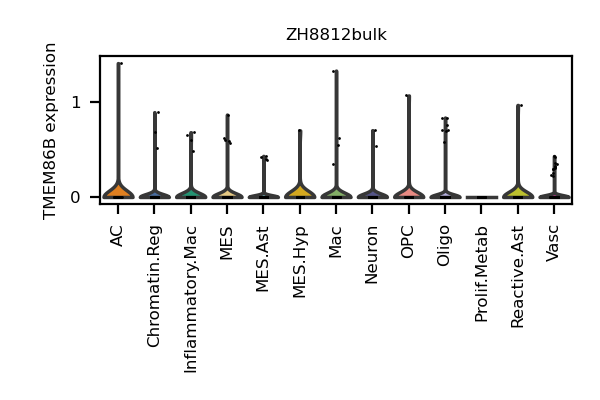 ZH8812bulk
TMEM86B expression
1
0
AC
Chromatin.Reg
Inflammatory.Mac
MES
MES.Ast
MES.Hyp
Mac
Neuron
OPC
Oligo
Prolif.Metab
Reactive.Ast
Vasc